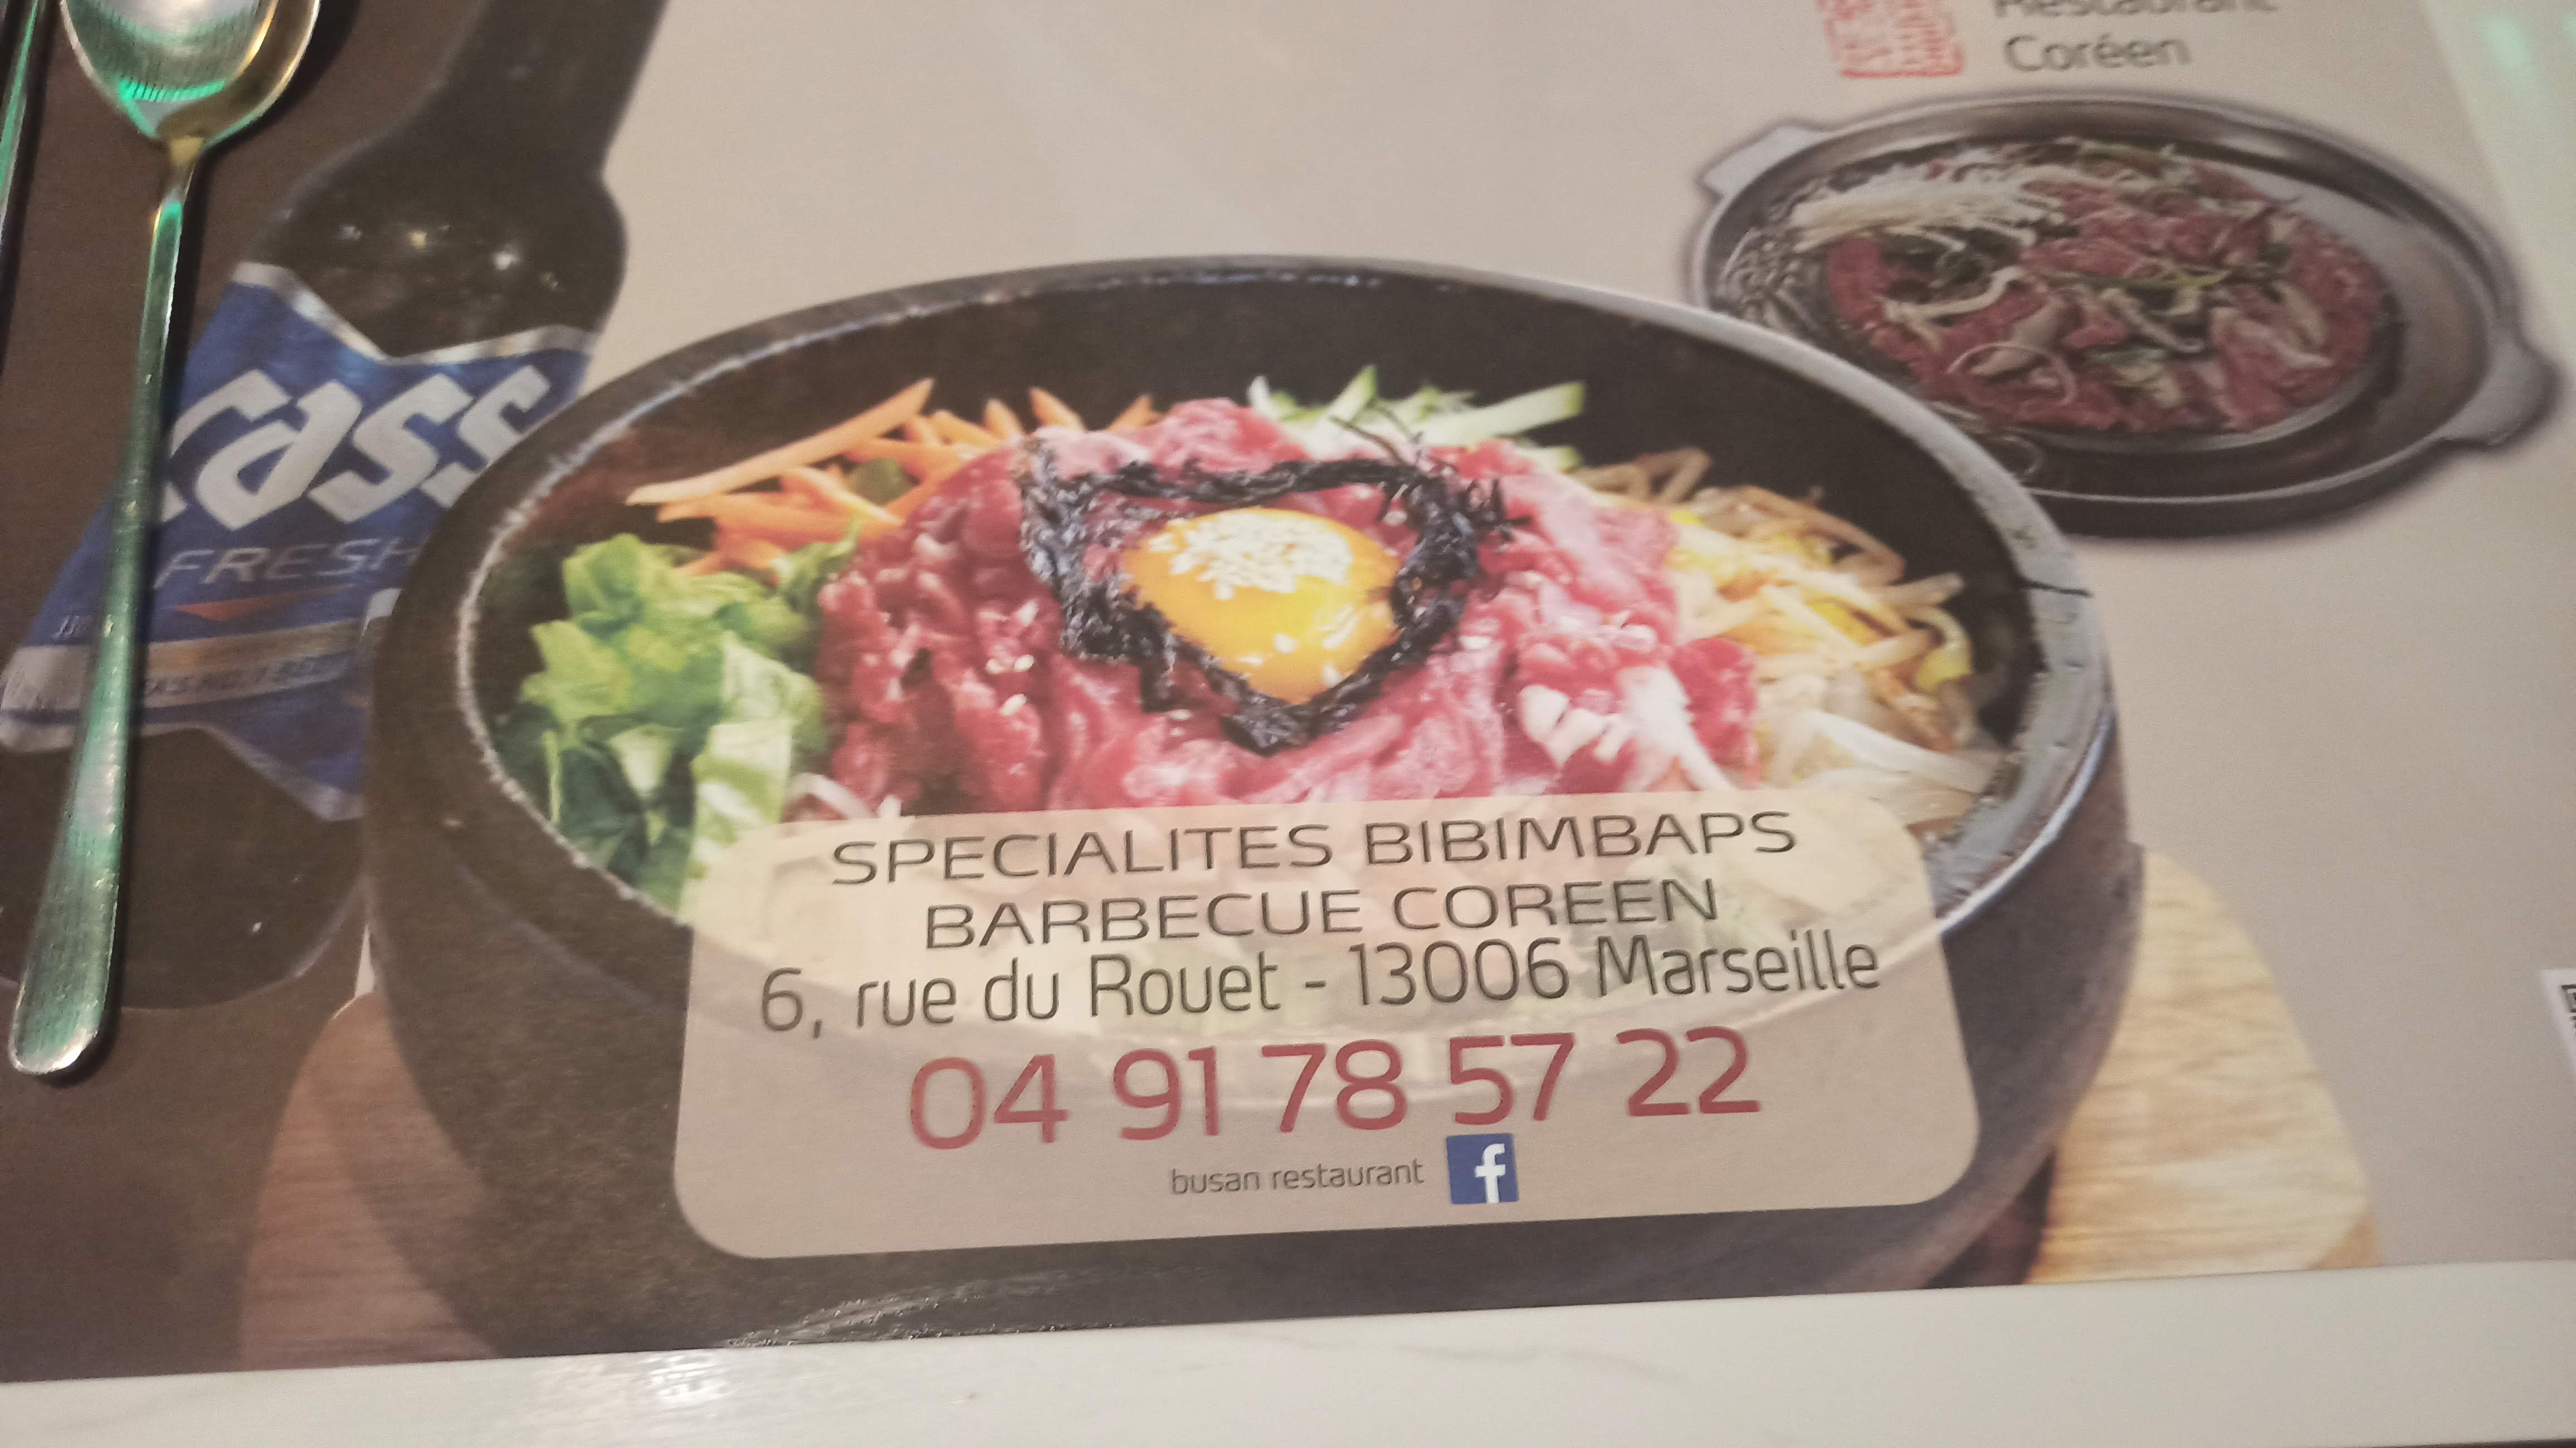 Restaurant
Coréen
cass
FRESH
SPECIALITES BIBIMBAPS
BARBECUE COREEN
6, rue du Rouet - 13006 Marseille
04 91 78 57 22
busan restaurant f